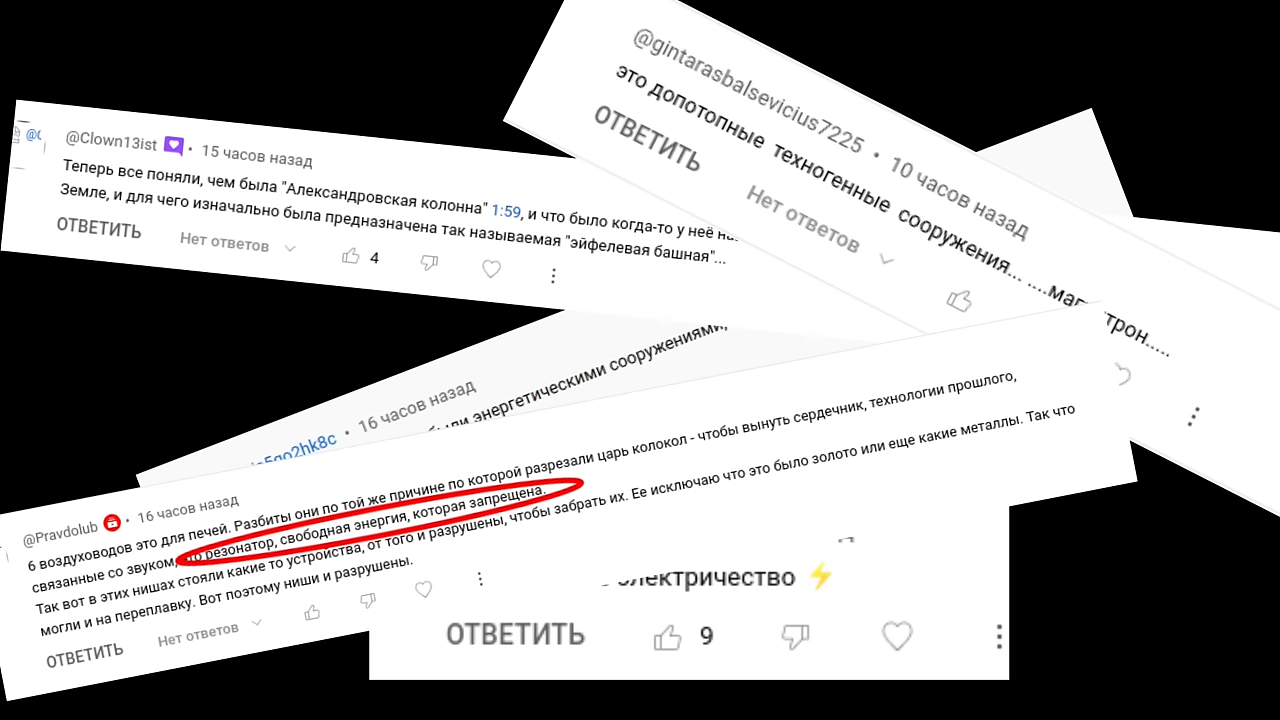 @gintarasbalsevicius7225 • 10 часов назад
это допотопные техногенные сооружения... ....маг трон.....
ОТВЕТИТЬ
Нет ответов
@Clown13ist • 15 часов назад
Теперь все поняли, чем была "Александровская колонна" 1:59, и что было когда-то у неё
Земле, и для чего изначально была предназначена так называемая "эйфелевая башная"...
ОТВЕТИТЬ
Нет ответов
4
5go2hk8c • 16 часов назад
были энергетическими сооружениями,
@Pravdolub • 16 часов назад
6 воздуховодов это для печей. Разбиты они по той же причине по которой разрезали царь колокол - чтобы вынуть сердечник, технологии прошлого,
связанные со звуком, это резонатор, свободная энергия, которая запрещена.
Так вот в этих нишах стояли какие то устройства, от того и разрушены, чтобы забрать их. Ее исключаю что это было золото или еще какие металлы. Так что
могли и на переплавку. Вот поэтому ниши и разрушены.
ОТВЕТИТЬ
Нет ответов
электричество ⚡
ОТВЕТИТЬ
9